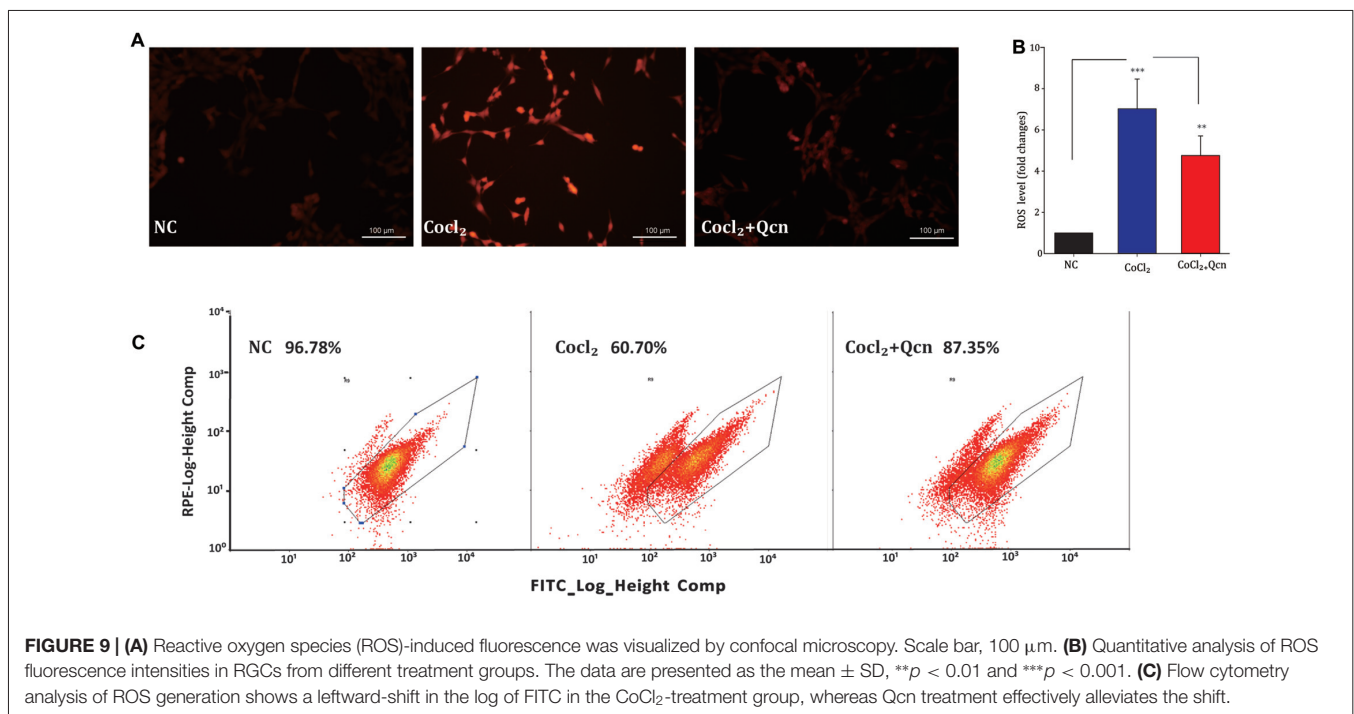 A
NC
100 µm
Cocl₂
100 µm
Cocl₂+Qcn
100 µm
B
ROS level (fold changes)
10
8
6
4
2
0
***
**
NC
CoCl₂
CoCl₂+Qcn
C
RPE-Log-Height Comp
10⁴
10³
10²
10¹
10⁰
NC 96.78%
Cocl₂ 60.70%
Cocl₂+Qcn 87.35%
10¹ 10² 10³ 10⁴
10¹ 10² 10³ 10⁴
10¹ 10² 10³ 10⁴
FITC_Log_Height Comp
FIGURE 9 | (A) Reactive oxygen species (ROS)-induced fluorescence was visualized by confocal microscopy. Scale bar, 100 µm. (B) Quantitative analysis of ROS
fluorescence intensities in RGCs from different treatment groups. The data are presented as the mean ± SD, **p < 0.01 and ***p < 0.001. (C) Flow cytometry
analysis of ROS generation shows a leftward-shift in the log of FITC in the CoCl₂-treatment group, whereas Qcn treatment effectively alleviates the shift.